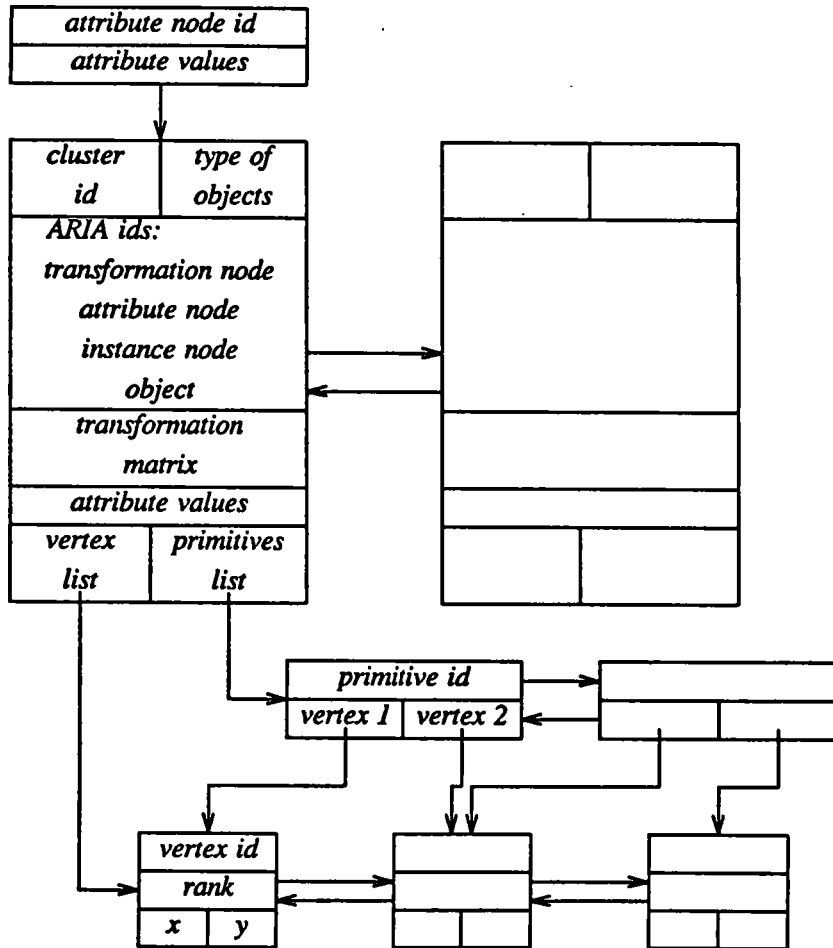 attribute node id
attribute values
cluster id
type of objects
ARIA ids:
transformation node
attribute node
instance node
object
transformation
matrix
attribute values
vertex list
primitives list
primitive id
vertex 1
vertex 2
vertex id
rank
x
y